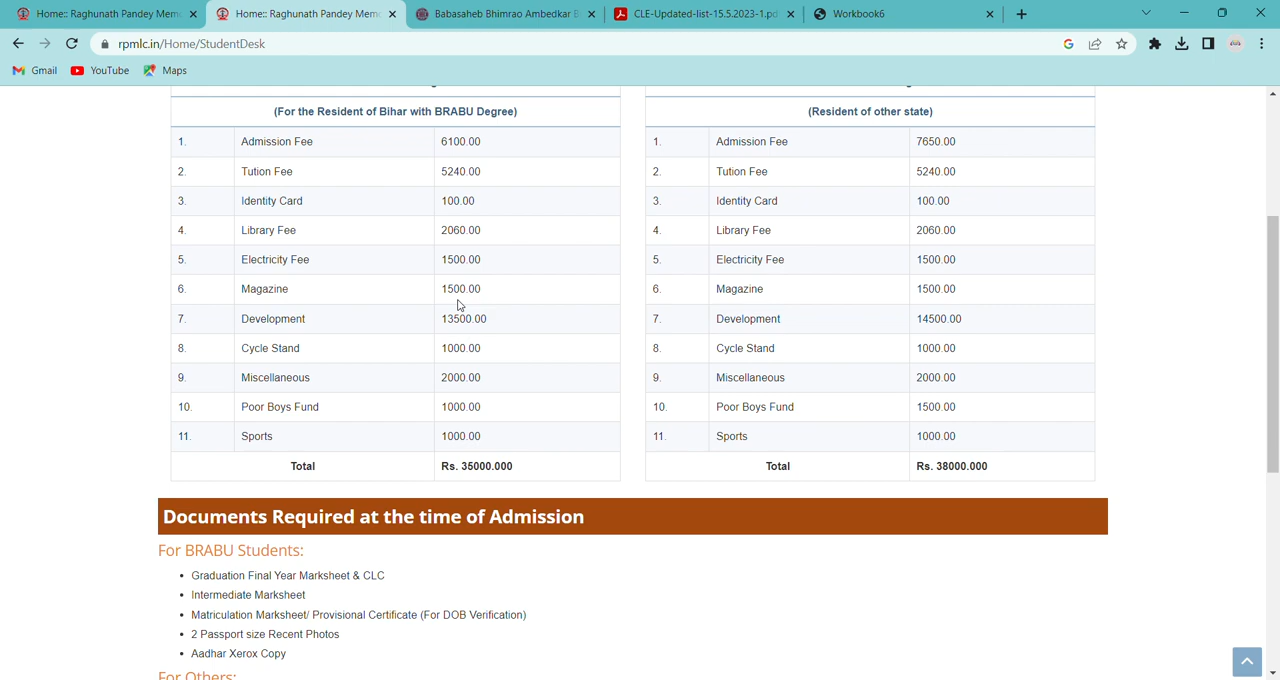 Home:: Raghunath Pandey Mem
Home:: Raghunath Pandey Mem
Babasaheb Bhimrao Ambedkar B
CLE-Updated-list-15.5.2023-1.pd
Workbook6
rpmlc.in/Home/StudentDesk
Gmail YouTube Maps
(For the Resident of Bihar with BRABU Degree)
1. Admission Fee 6100.00
2. Tution Fee 5240.00
3. Identity Card 100.00
4. Library Fee 2060.00
5. Electricity Fee 1500.00
6. Magazine 1500.00
7. Development 13500.00
8. Cycle Stand 1000.00
9. Miscellaneous 2000.00
10. Poor Boys Fund 1000.00
11. Sports 1000.00
Total Rs. 35000.000
(Resident of other state)
1. Admission Fee 7650.00
2. Tution Fee 5240.00
3. Identity Card 100.00
4. Library Fee 2060.00
5. Electricity Fee 1500.00
6. Magazine 1500.00
7. Development 14500.00
8. Cycle Stand 1000.00
9. Miscellaneous 2000.00
10. Poor Boys Fund 1500.00
11. Sports 1000.00
Total Rs. 38000.000
Documents Required at the time of Admission
For BRABU Students:
• Graduation Final Year Marksheet & CLC
• Intermediate Marksheet
• Matriculation Marksheet/ Provisional Certificate (For DOB Verification)
• 2 Passport size Recent Photos
• Aadhar Xerox Copy
For Others: